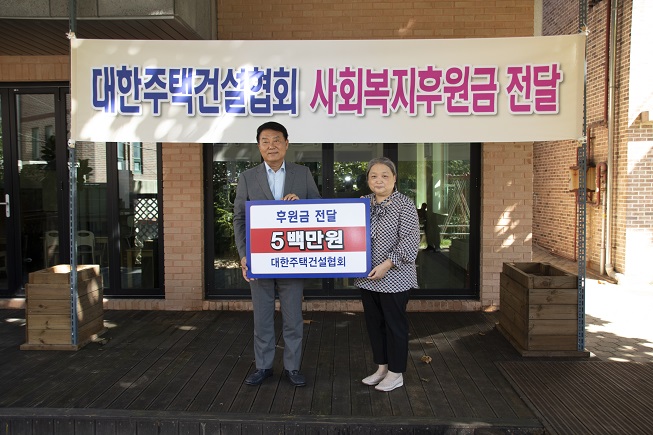 대한주택건설협회 사회복지후원금 전달
후원금 전달
5백만원
대한주택건설협회